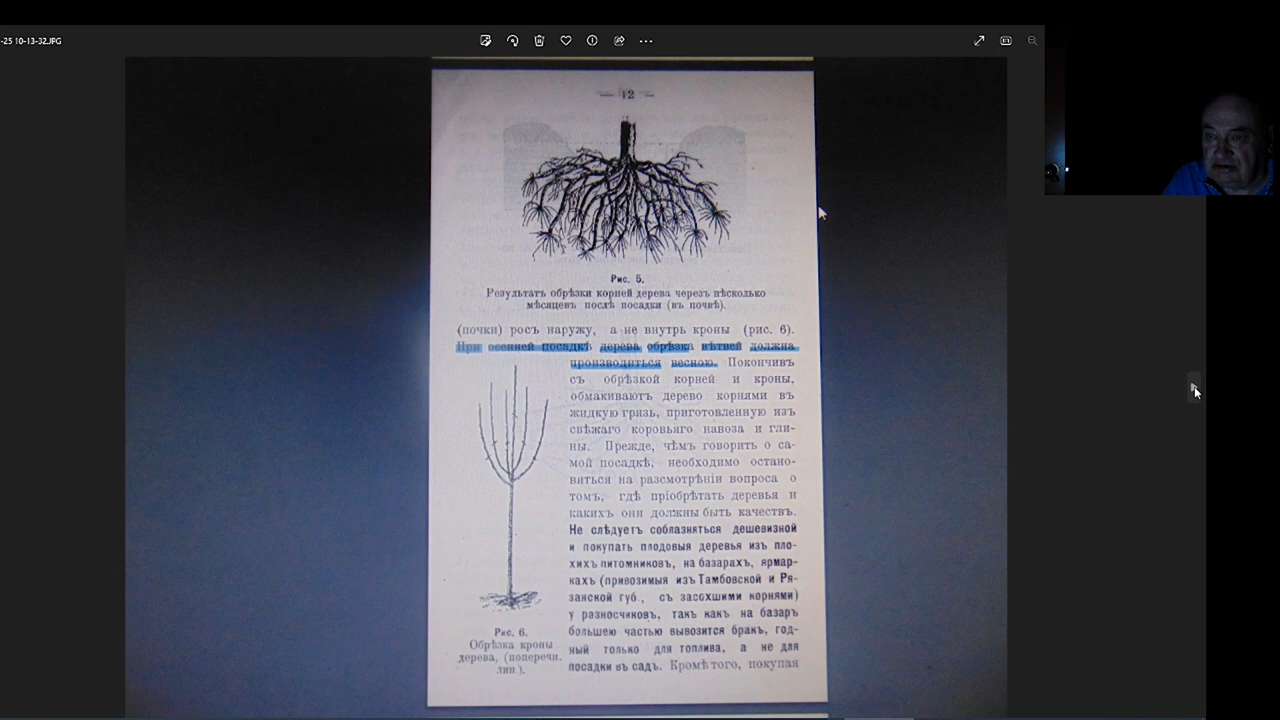 -25 10-13-32.JPG
— 12 —
Рис. 5.
Результатъ обрѣзки корней дерева черезъ нѣсколько
мѣсяцевъ послѣ посадки (въ почвѣ).
(почки) росъ наружу, а не внутрь кроны (рис. 6).
При осенней посадкѣ дерева обрѣзка вѣтвей должна
производиться весною. Покончивъ
съ обрѣзкой корней и кроны,
обмакиваютъ дерево корнями въ
жидкую грязь, приготовленную изъ
свѣжаго коровьяго навоза и гли-
ны. Прежде, чѣмъ говорить о са-
мой посадкѣ, необходимо остано-
виться на разсмотрѣніи вопроса о
томъ, гдѣ пріобрѣтать деревья и
какихъ они должны быть качествъ.
Не слѣдуетъ соблазняться дешевизной
и покупать плодовыя деревья изъ пло-
хихъ питомниковъ, на базарахъ, ярмар-
кахъ (привозимыя изъ Тамбовской и Ря-
занской губ., съ засохшими корнями)
у разносчиковъ, такъ какъ на базаръ
большею частью вывозится бракъ, год-
ный только для топлива, а не для
посадки въ садъ. Кромѣ того, покупая
Рис. 6.
Обрѣзка кроны
дерева, (поперечн.
лин.).